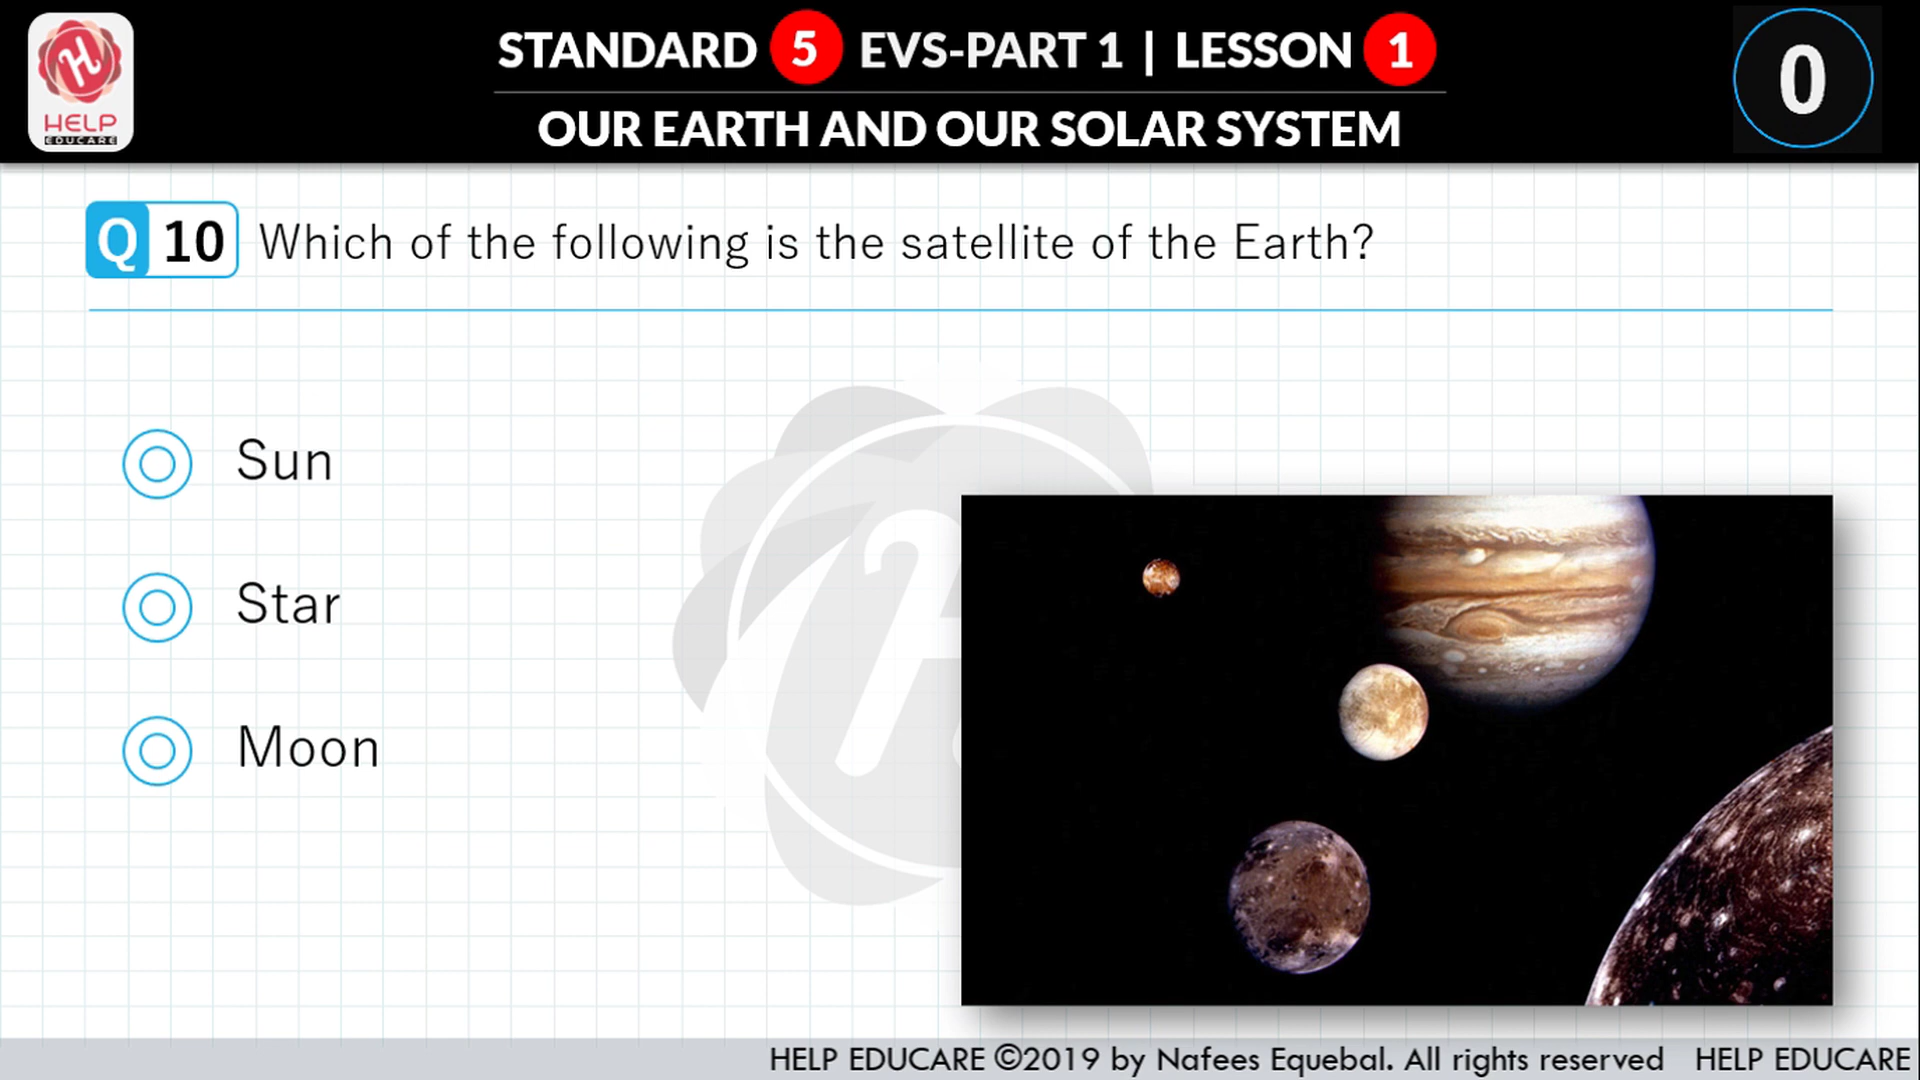 HELP
EDUCARE
STANDARD 5 EVS-PART 1 | LESSON 1
OUR EARTH AND OUR SOLAR SYSTEM
0
Q 10 Which of the following is the satellite of the Earth?
Sun
Star
Moon
HELP EDUCARE ©2019 by Nafees Equebal. All rights reserved HELP EDUCARE